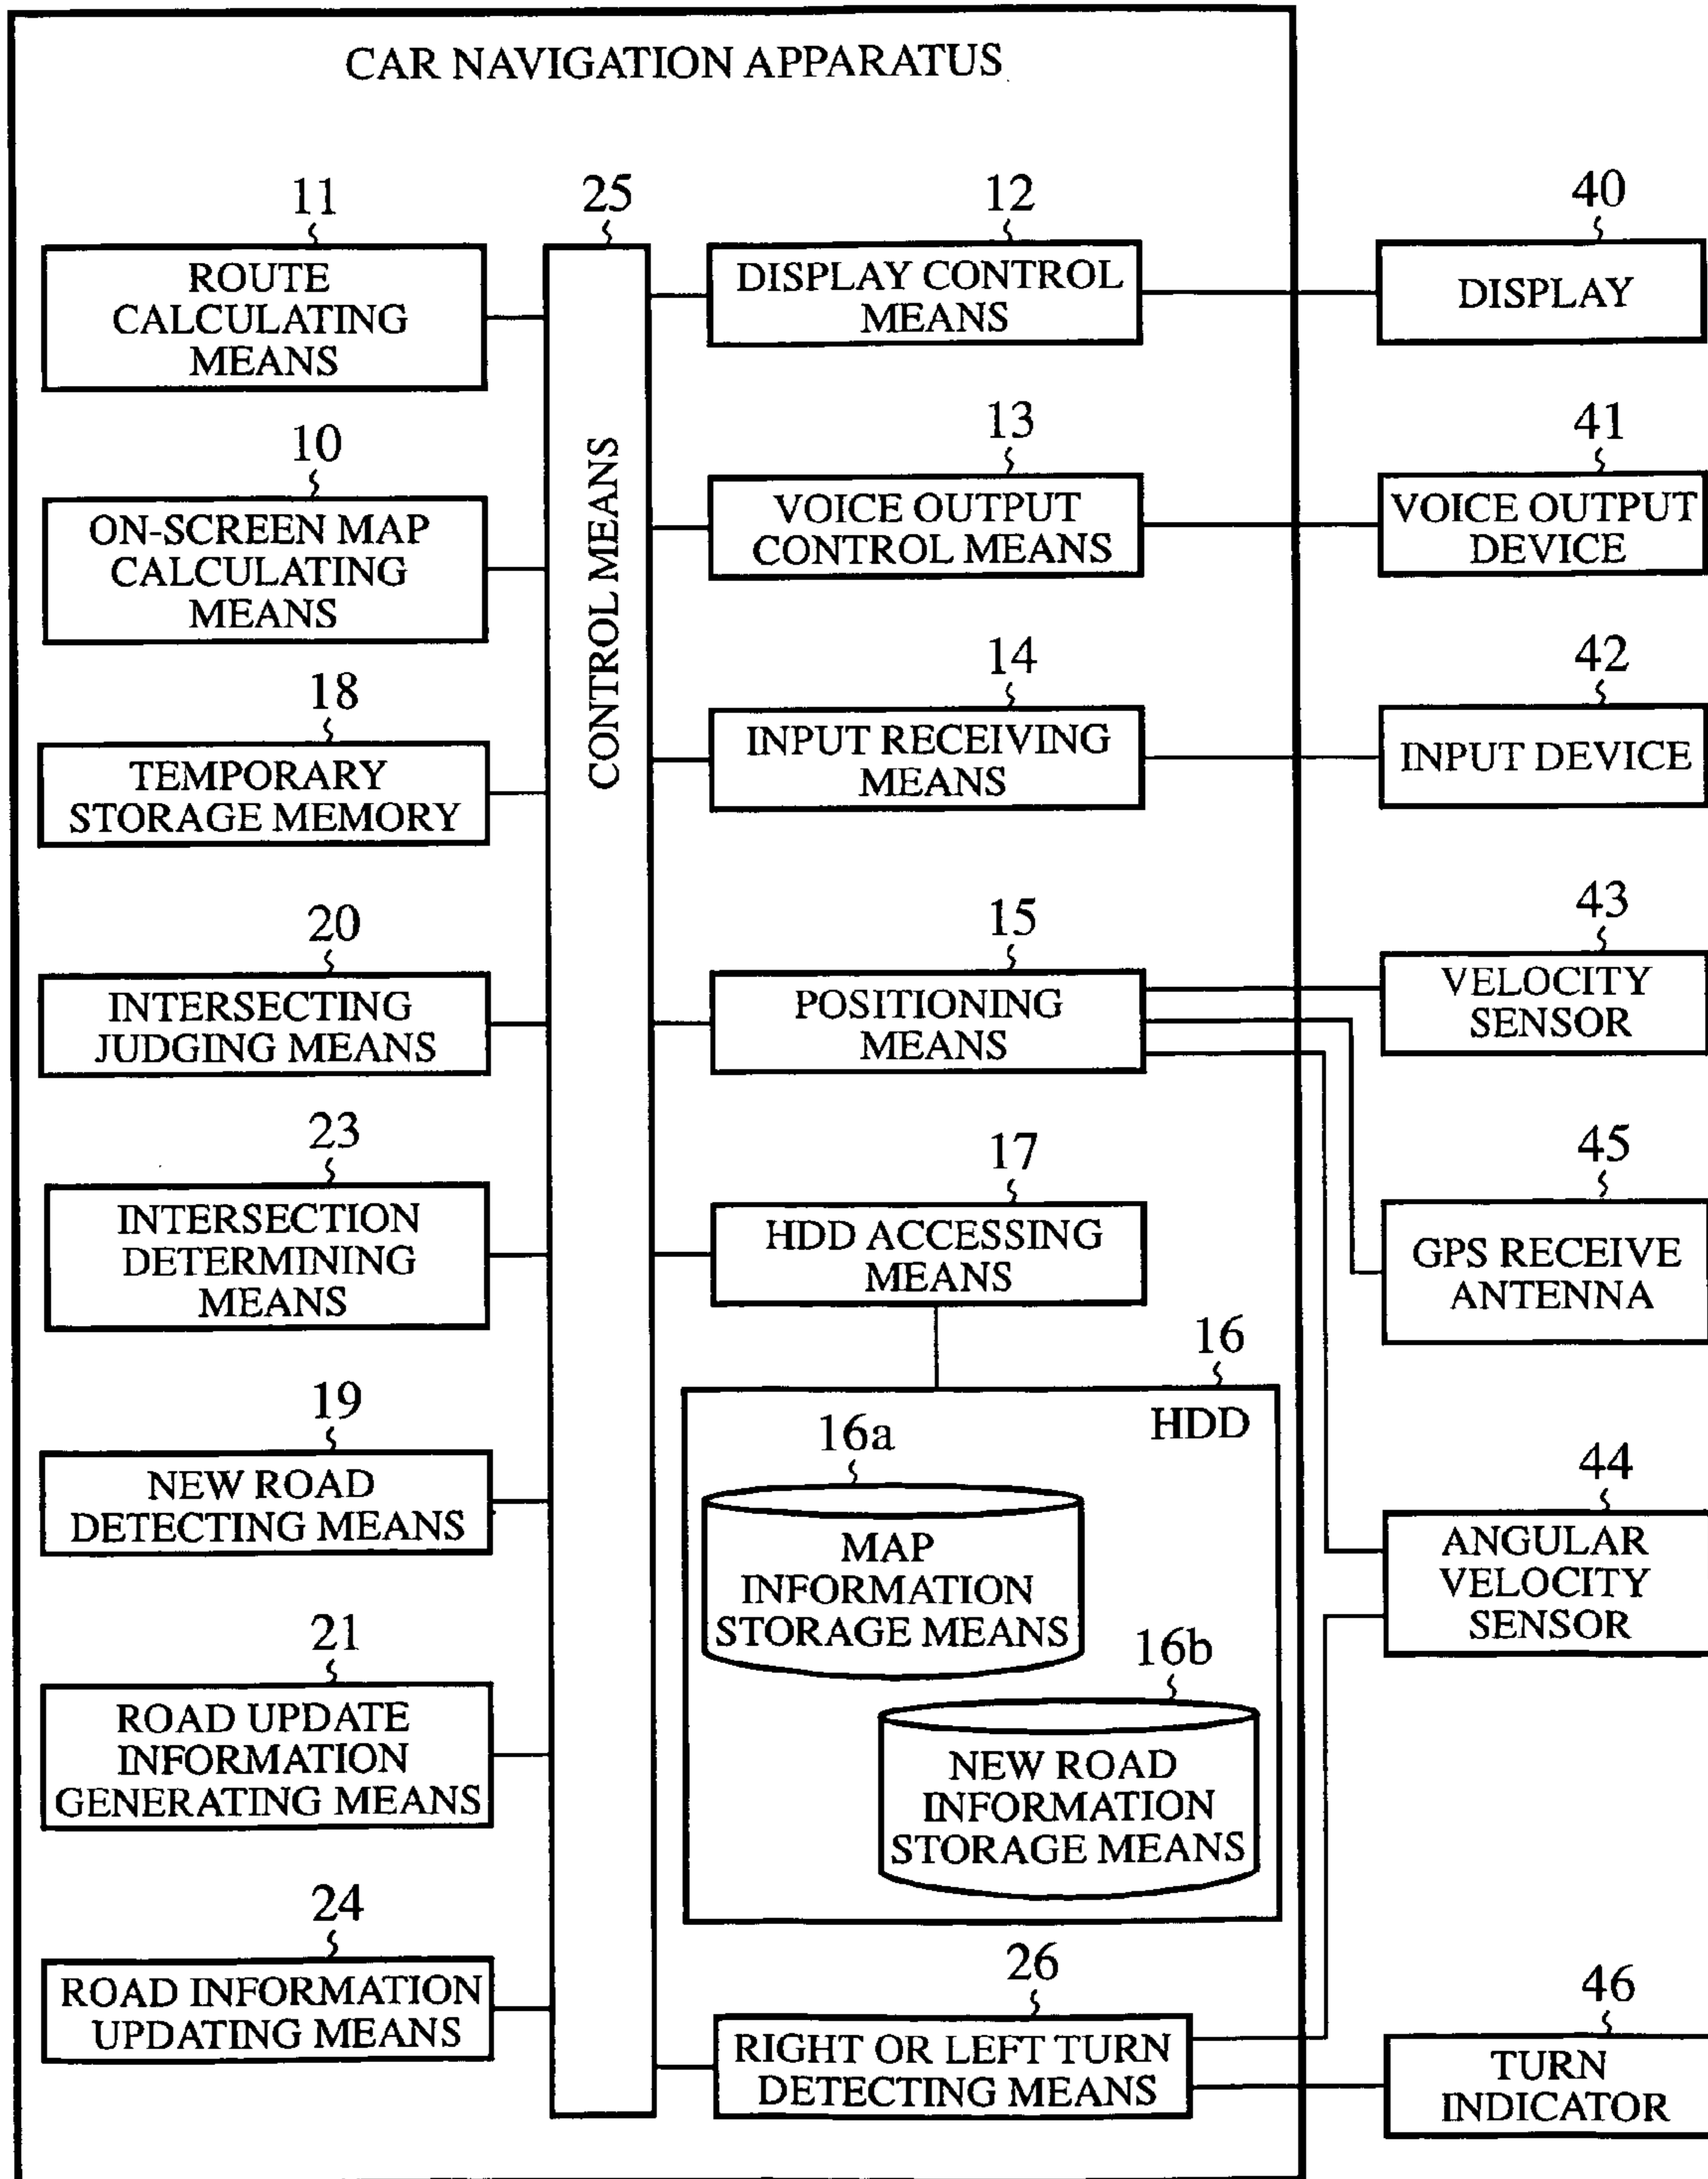 CAR NAVIGATION APPARATUS
11
ROUTE
CALCULATING
MEANS
10
ON-SCREEN MAP
CALCULATING
MEANS
18
TEMPORARY
STORAGE MEMORY
20
INTERSECTING
JUDGING MEANS
23
INTERSECTION
DETERMINING
MEANS
19
NEW ROAD
DETECTING MEANS
21
ROAD UPDATE
INFORMATION
GENERATING MEANS
24
ROAD INFORMATION
UPDATING MEANS
25
CONTROL MEANS
12
DISPLAY CONTROL
MEANS
13
VOICE OUTPUT
CONTROL MEANS
14
INPUT RECEIVING
MEANS
15
POSITIONING
MEANS
17
HDD ACCESSING
MEANS
16
HDD
16a
MAP
INFORMATION
STORAGE MEANS
16b
NEW ROAD
INFORMATION
STORAGE MEANS
26
RIGHT OR LEFT TURN
DETECTING MEANS
40
DISPLAY
41
VOICE OUTPUT
DEVICE
42
INPUT DEVICE
43
VELOCITY
SENSOR
45
GPS RECEIVE
ANTENNA
44
ANGULAR
VELOCITY
SENSOR
46
TURN
INDICATOR